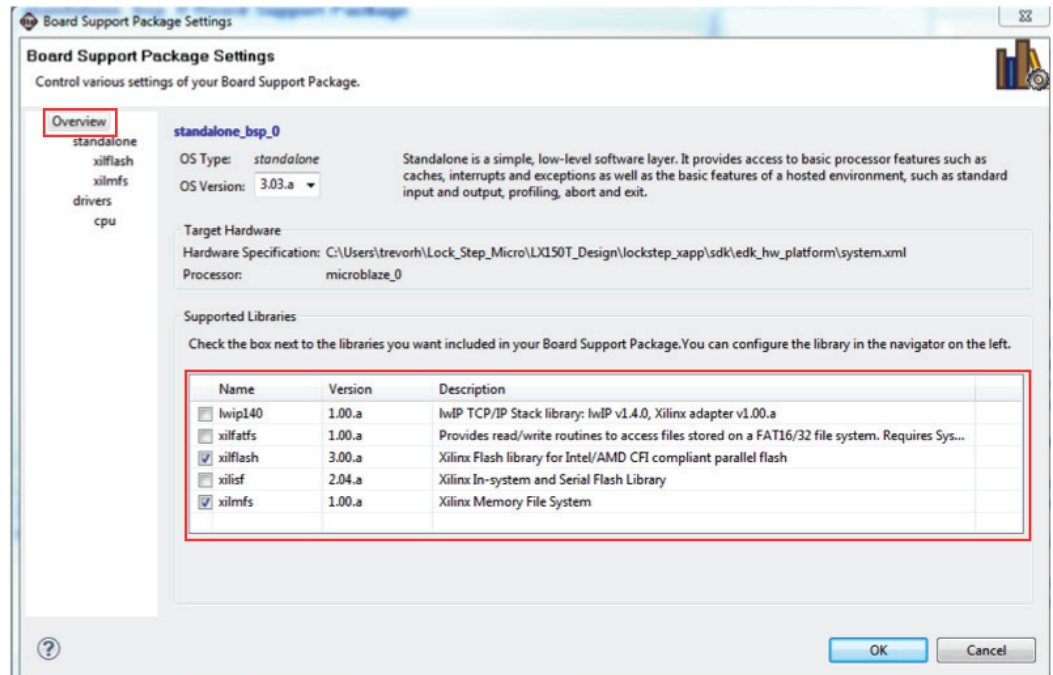 Board Support Package Settings
Board Support Package Settings
Control various settings of your Board Support Package.
Overview
standalone
xilflash
xilmfs
drivers
cpu
standalone_bsp_0
OS Type: standalone
OS Version: 3.03.a
Standalone is a simple, low-level software layer. It provides access to basic processor features such as
caches, interrupts and exceptions as well as the basic features of a hosted environment, such as standard
input and output, profiling, abort and exit.
Target Hardware
Hardware Specification: C:\Users\trevorh\Lock_Step_Micro\LX150T_Design\lockstep_xapp\sdk\edk_hw_platform\system.xml
Processor: microblaze_0
Supported Libraries
Check the box next to the libraries you want included in your Board Support Package.You can configure the library in the navigator on the left.
Name Version Description
lwip140 1.00.a lwIP TCP/IP Stack library: lwIP v1.4.0, Xilinx adapter v1.00.a
xilfatfs 1.00.a Provides read/write routines to access files stored on a FAT16/32 file system. Requires Sys...
xilflash 3.00.a Xilinx Flash library for Intel/AMD CFI compliant parallel flash
xilisf 2.04.a Xilinx In-system and Serial Flash Library
xilmfs 1.00.a Xilinx Memory File System
?
OK Cancel